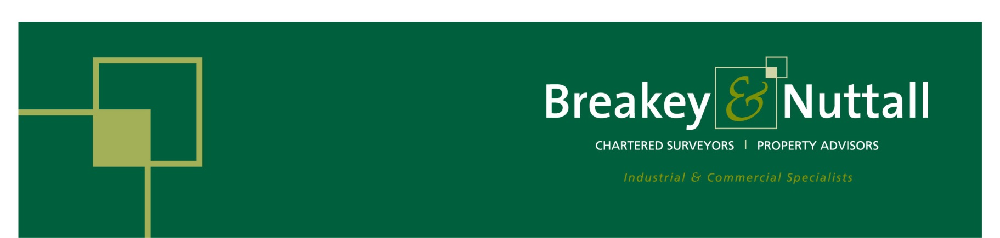 Breakey & Nuttall
CHARTERED SURVEYORS | PROPERTY ADVISORS
Industrial & Commercial Specialists